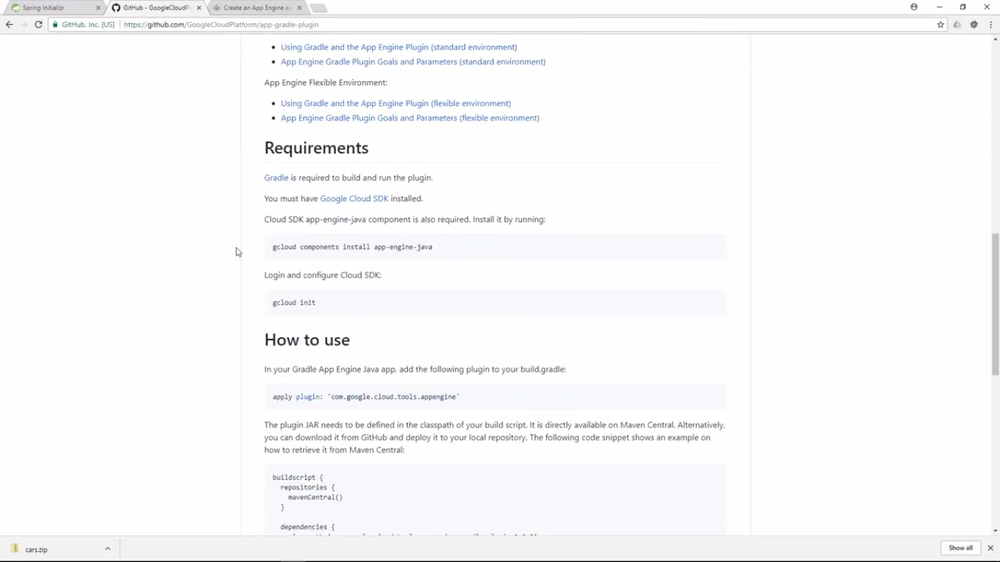 Spring Initializr
GitHub - GoogleCloudPl
Create an App Engine ap
GitHub, Inc. [US]
https://github.com/GoogleCloudPlatform/app-gradle-plugin
Using Gradle and the App Engine Plugin (standard environment)
App Engine Gradle Plugin Goals and Parameters (standard environment)
App Engine Flexible Environment:
Using Gradle and the App Engine Plugin (flexible environment)
App Engine Gradle Plugin Goals and Parameters (flexible environment)
Requirements
Gradle is required to build and run the plugin.
You must have Google Cloud SDK installed.
Cloud SDK app-engine-java component is also required. Install it by running:
gcloud components install app-engine-java
Login and configure Cloud SDK:
gcloud init
How to use
In your Gradle App Engine Java app, add the following plugin to your build.gradle:
apply plugin: 'com.google.cloud.tools.appengine'
The plugin JAR needs to be defined in the classpath of your build script. It is directly available on Maven Central. Alternatively,
you can download it from GitHub and deploy it to your local repository. The following code snippet shows an example on
how to retrieve it from Maven Central:
buildscript {
repositories {
mavenCentral()
}
dependencies {
cars.zip
Show all